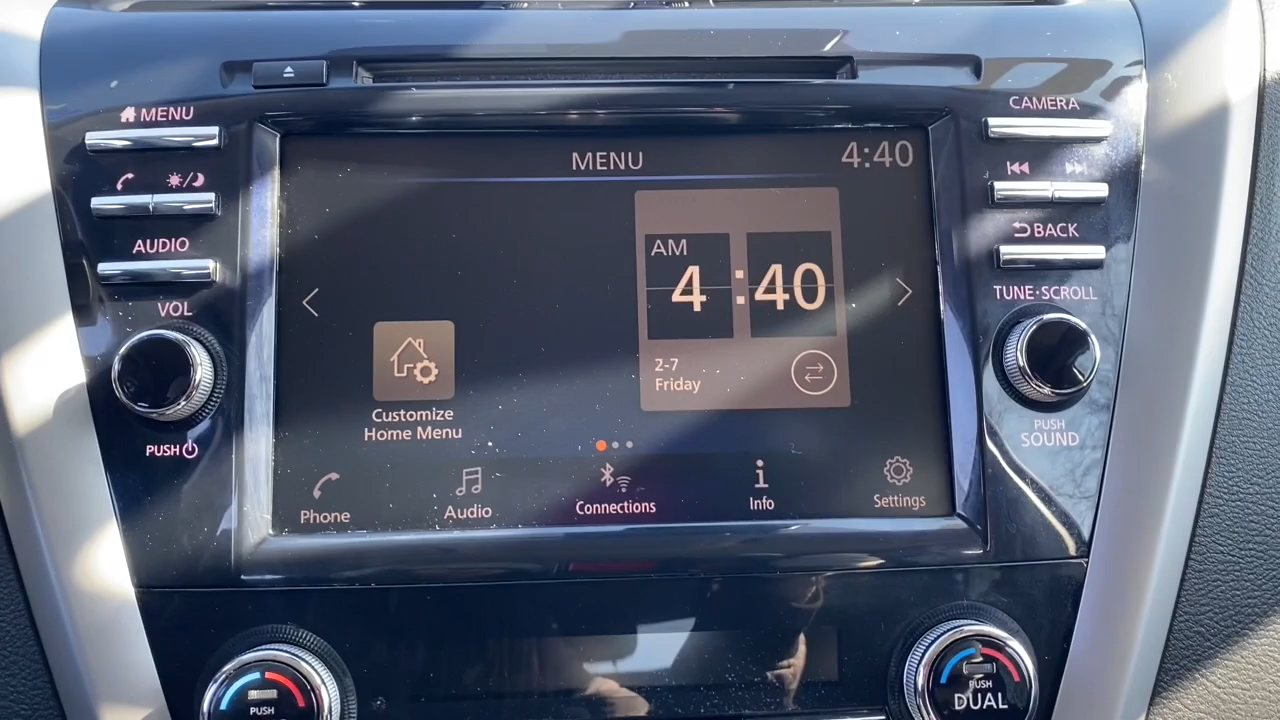 MENU
CAMERA
MENU
4:40
AUDIO
BACK
AM
4:40
VOL
TUNE·SCROLL
2-7
Friday
Customize
Home Menu
PUSH
PUSH
SOUND
Phone
Audio
Connections
Info
Settings
PUSH
PUSH
DUAL